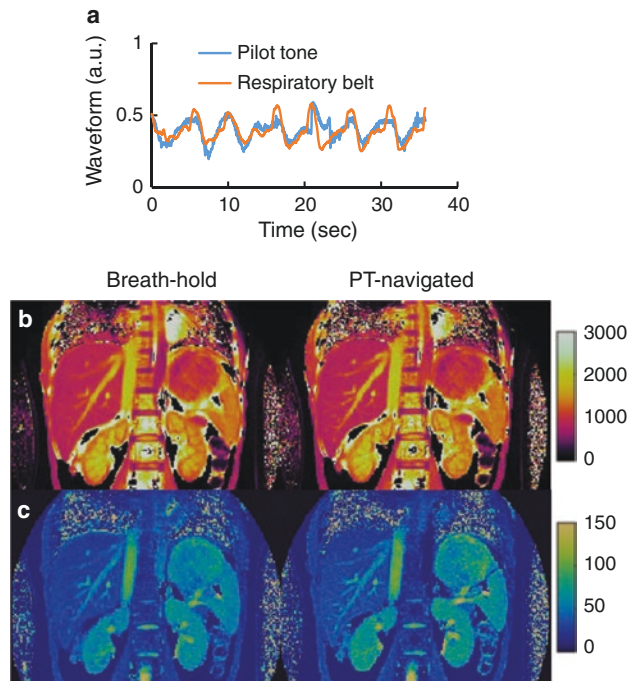 a
1
Pilot tone
Respiratory belt
Waveform (a.u.)
0.5
0
0 10 20 30 40
Time (sec)
Breath-hold PT-navigated
b
3000
2000
1000
0
c
150
100
50
0